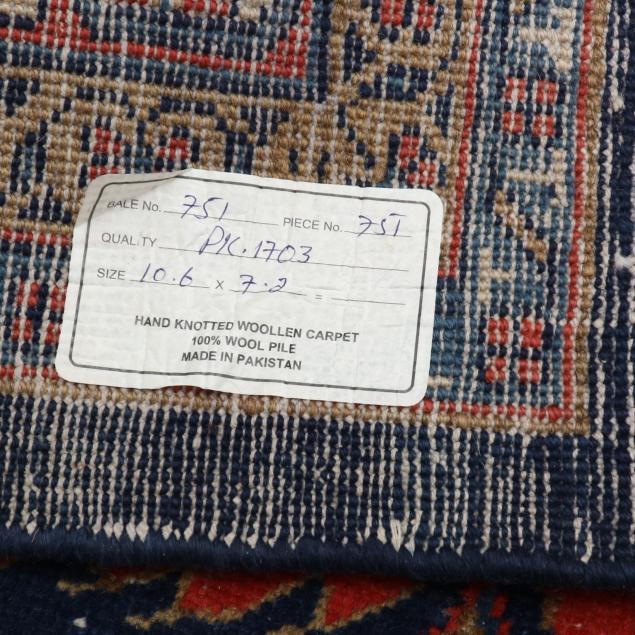 BALE No. 751 PIECE No. 751
QUALITY PK.1703
SIZE 10.6 x 7.2 =
HAND KNOTTED WOOLLEN CARPET
100% WOOL PILE
MADE IN PAKISTAN